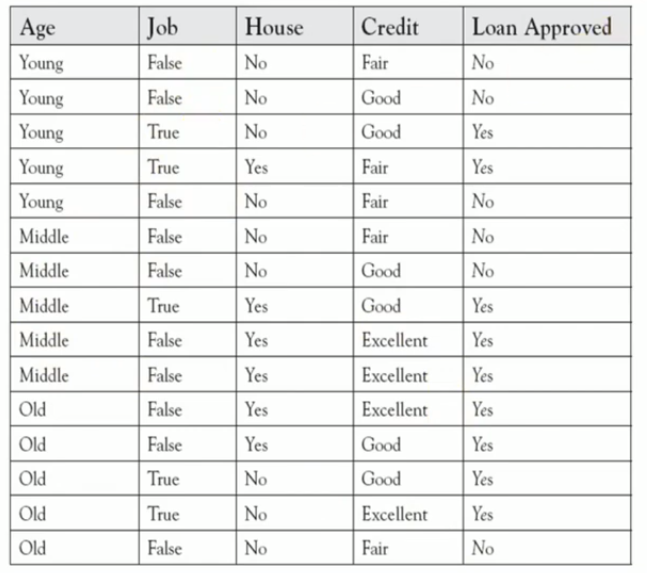 Age Job House Credit Loan Approved
Young False No Fair No
Young False No Good No
Young True No Good Yes
Young True Yes Fair Yes
Young False No Fair No
Middle False No Fair No
Middle False No Good No
Middle True Yes Good Yes
Middle False Yes Excellent Yes
Middle False Yes Excellent Yes
Old False Yes Excellent Yes
Old False Yes Good Yes
Old True No Good Yes
Old True No Excellent Yes
Old False No Fair No